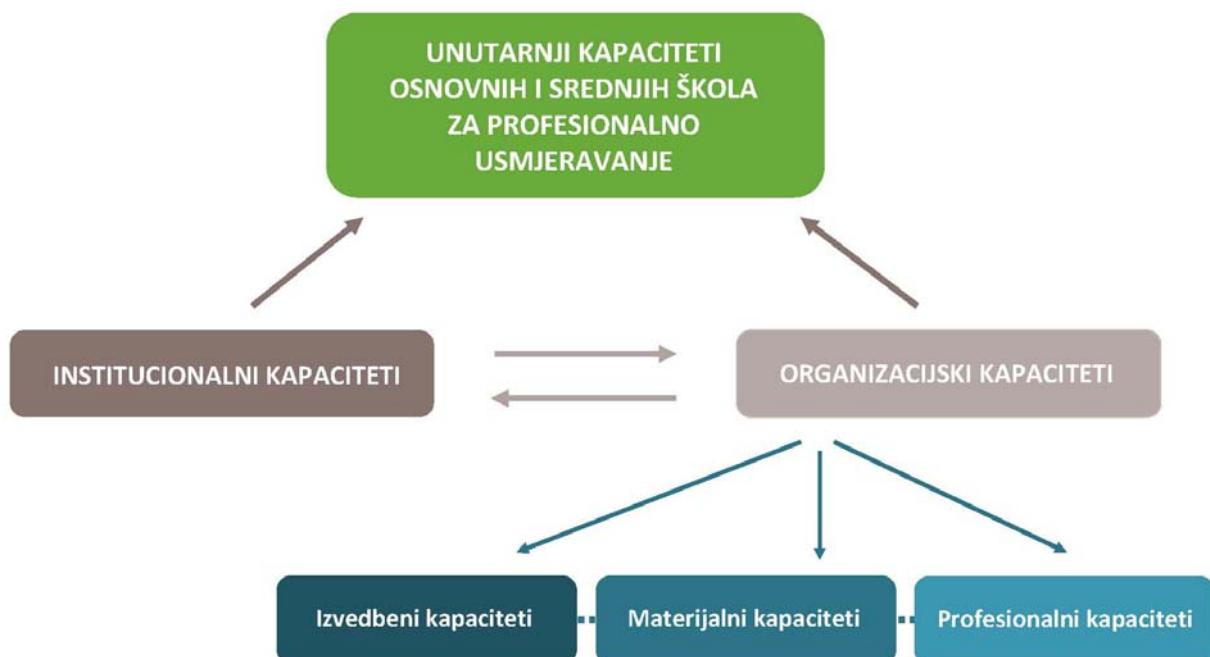 UNUTARNJI KAPACITETI
OSNOVNIH I SREDNJIH ŠKOLA
ZA PROFESIONALNO
USMJERAVANJE
INSTITUCIONALNI KAPACITETI
ORGANIZACIJSKI KAPACITETI
Izvedbeni kapaciteti
Materijalni kapaciteti
Profesionalni kapaciteti